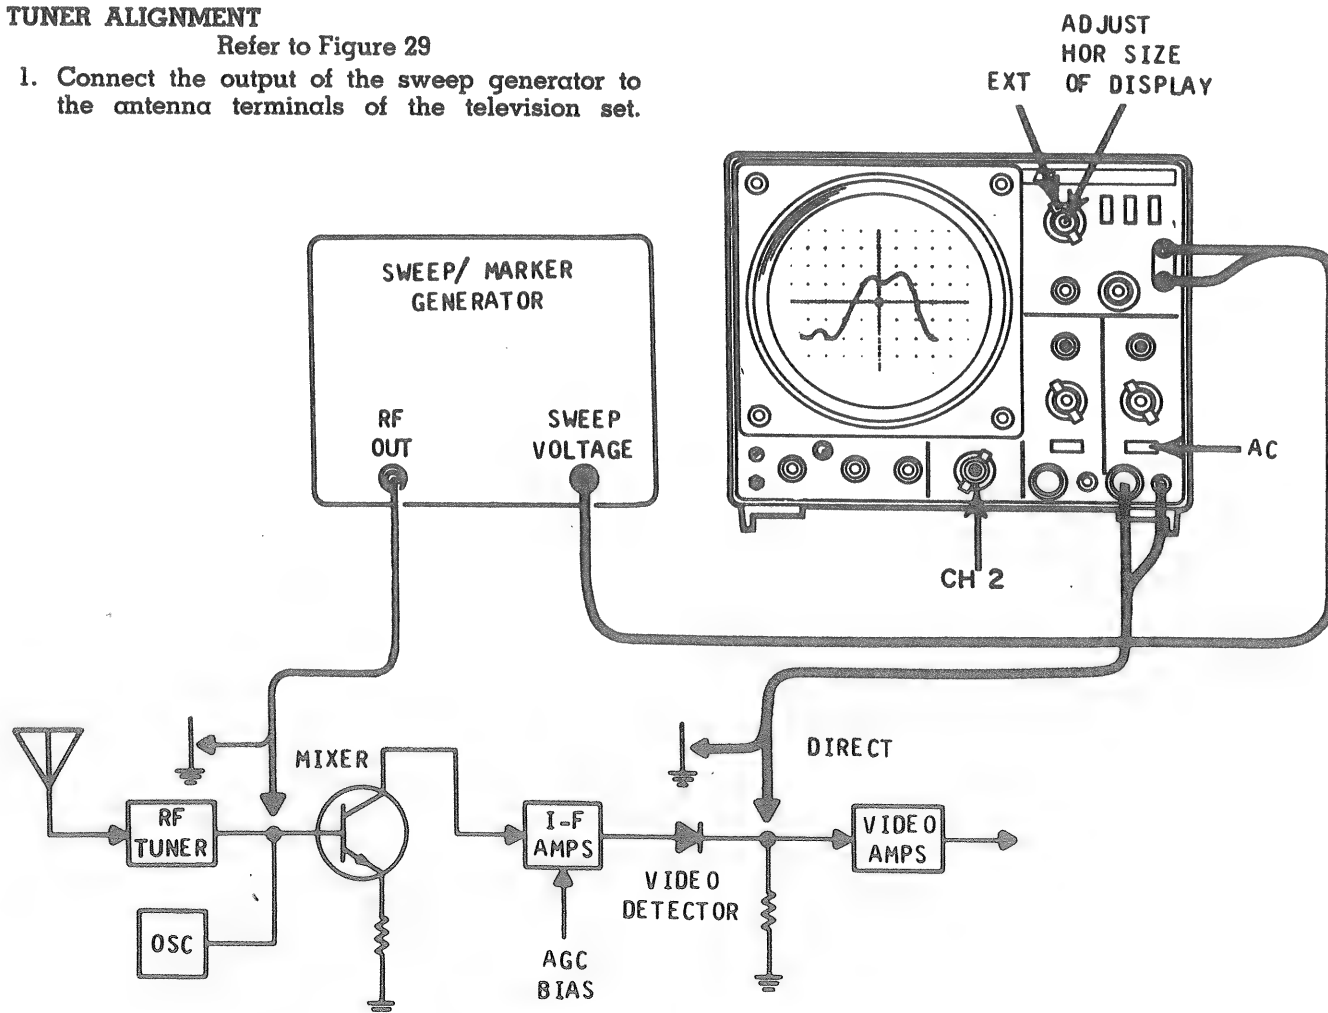 TUNER ALIGNMENT
Refer to Figure 29
1. Connect the output of the sweep generator to
the antenna terminals of the television set.
ADJUST
HOR SIZE
OF DISPLAY
EXT
SWEEP/ MARKER
GENERATOR
RF
OUT
SWEEP
VOLTAGE
AC
CH 2
MIXER
DIRECT
RF
TUNER
I-F
AMPS
VIDEO
AMPS
VIDEO
DETECTOR
OSC
AGC
BIAS